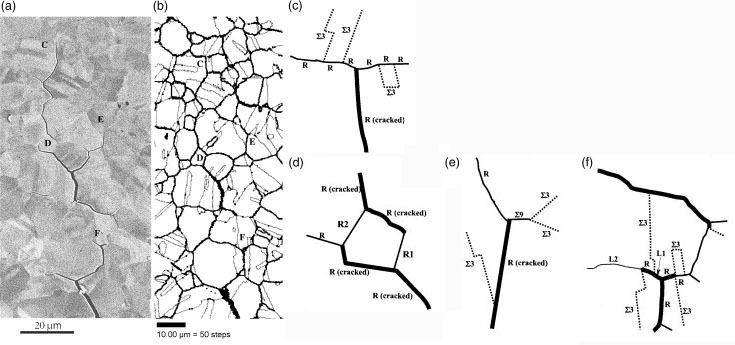 (a)
C
E
D
F
20 μm
(b)
C
E
D
F
10.00 μm = 50 steps
(c)
Σ3
Σ3
R
R
R
R
R
Σ3
R (cracked)
(d)
R (cracked)
R (cracked)
R2
R
R1
R (cracked)
R (cracked)
(e)
R
Σ9
Σ3
Σ3
Σ3
R (cracked)
(f)
Σ3
L2
L1
Σ3
R
R
R
Σ3
R
Σ3